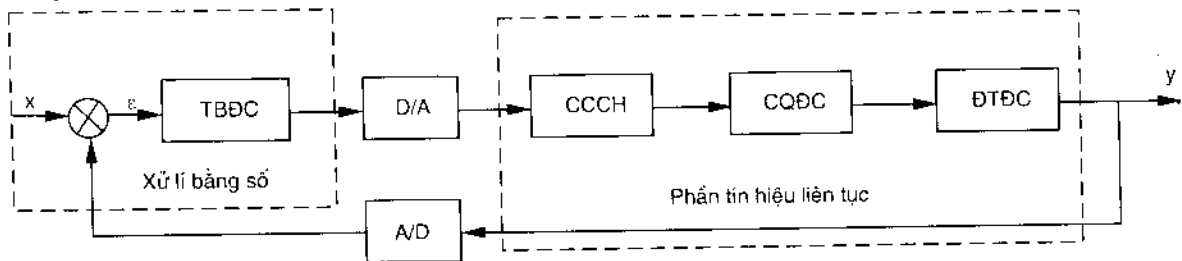 x
ε
TBĐC
D/A
CCCH
CQĐC
ĐTĐC
y
Xử lí bằng số
Phần tín hiệu liên tục
A/D